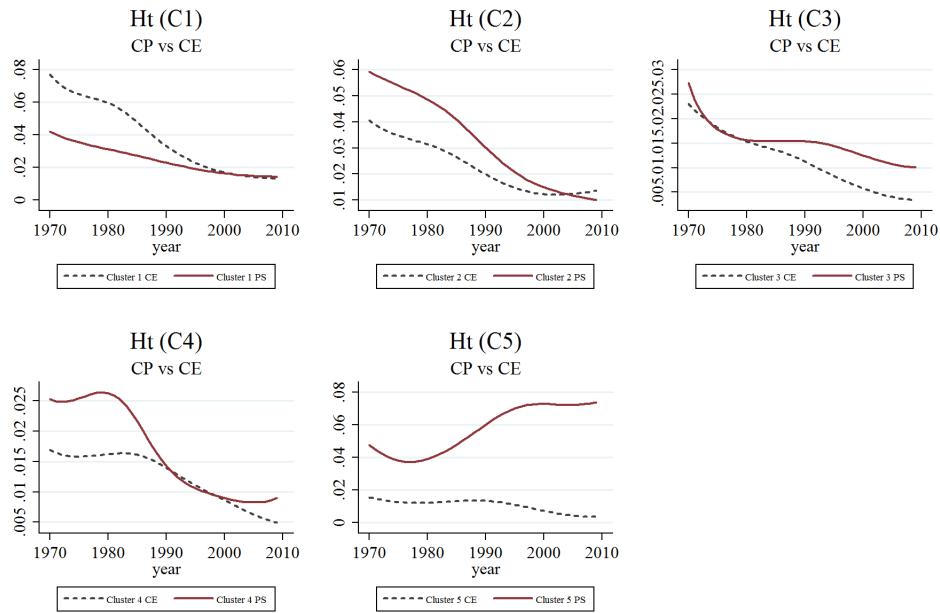 Ht (C1)
CP vs CE
0 .02 .04 .06 .08
1970 1980 1990 2000 2010
year
Cluster 1 CE Cluster 1 PS
Ht (C2)
CP vs CE
.01 .02 .03 .04 .05 .06
1970 1980 1990 2000 2010
year
Cluster 2 CE Cluster 2 PS
Ht (C3)
CP vs CE
.005 .01 .015 .02 .025 .03
1970 1980 1990 2000 2010
year
Cluster 3 CE Cluster 3 PS
Ht (C4)
CP vs CE
.005 .01 .015 .02 .025
1970 1980 1990 2000 2010
year
Cluster 4 CE Cluster 4 PS
Ht (C5)
CP vs CE
0 .02 .04 .06 .08
1970 1980 1990 2000 2010
year
Cluster 5 CE Cluster 5 PS